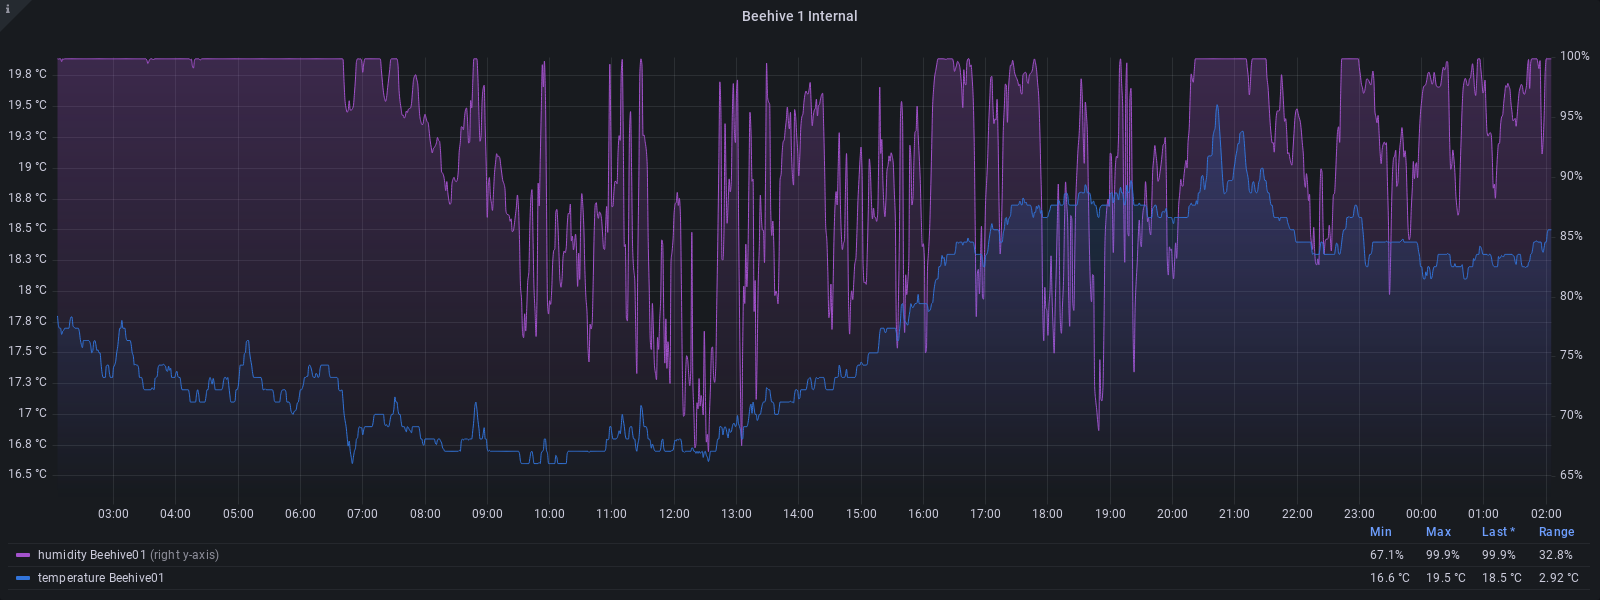 i
Beehive 1 Internal
19.8 °C
19.5 °C
19.3 °C
19 °C
18.8 °C
18.5 °C
18.3 °C
18 °C
17.8 °C
17.5 °C
17.3 °C
17 °C
16.8 °C
16.5 °C
100%
95%
90%
85%
80%
75%
70%
65%
03:00 04:00 05:00 06:00 07:00 08:00 09:00 10:00 11:00 12:00 13:00 14:00 15:00 16:00 17:00 18:00 19:00 20:00 21:00 22:00 23:00 00:00 01:00 02:00
Min Max Last * Range
humidity Beehive01 (right y-axis) 67.1% 99.9% 99.9% 32.8%
temperature Beehive01 16.6 °C 19.5 °C 18.5 °C 2.92 °C